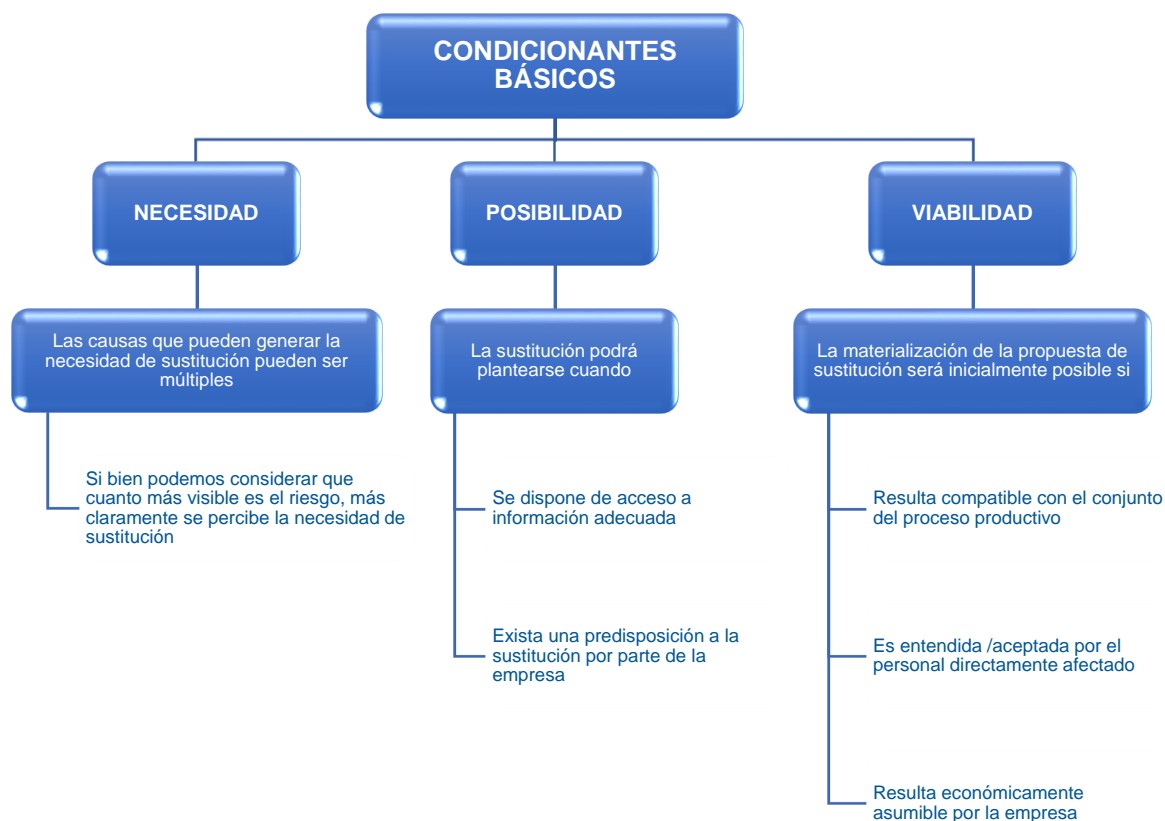 CONDICIONANTES
BÁSICOS
NECESIDAD
POSIBILIDAD
VIABILIDAD
Las causas que pueden generar la
necesidad de sustitución pueden ser
múltiples
La sustitución podrá
plantearse cuando
La materialización de la propuesta de
sustitución será inicialmente posible si
Si bien podemos considerar que
cuanto más visible es el riesgo, más
claramente se percibe la necesidad de
sustitución
Se dispone de acceso a
información adecuada
Resulta compatible con el conjunto
del proceso productivo
Exista una predisposición a la
sustitución por parte de la
empresa
Es entendida /aceptada por el
personal directamente afectado
Resulta económicamente
asumible por la empresa